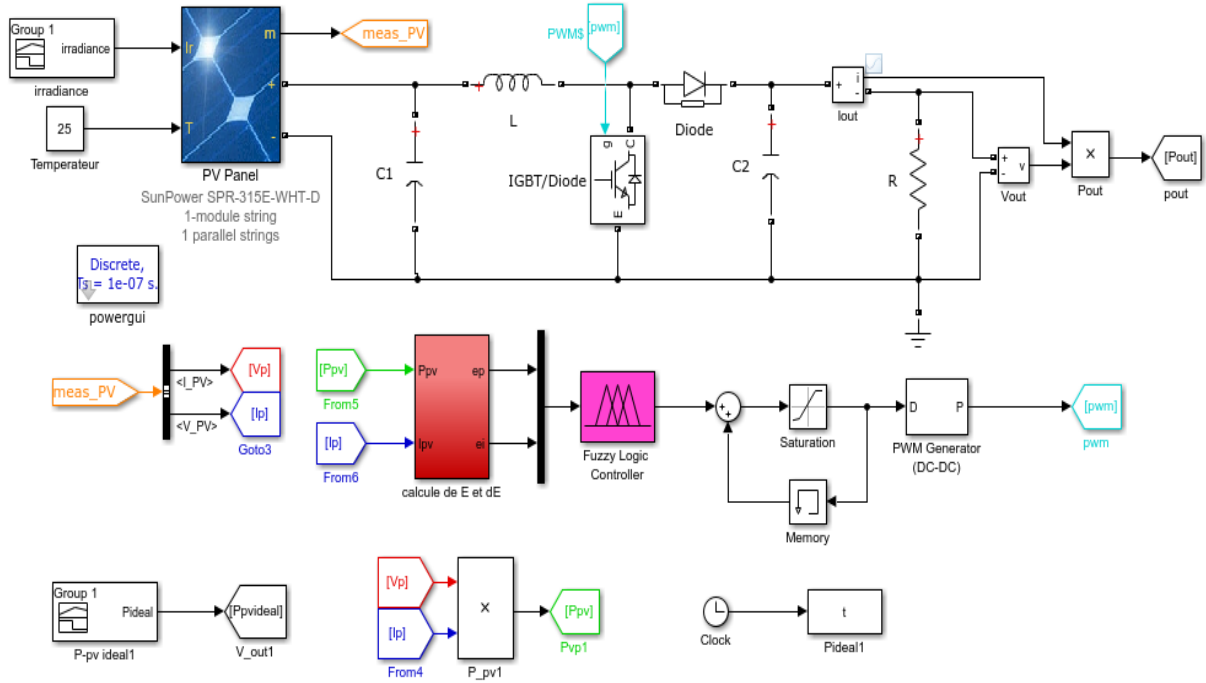 Group 1
irradiance
irradiance
25
Temperateur
Ir
T
m
+
-
PV Panel
SunPower SPR-315E-WHT-D
1-module string
1 parallel strings
meas_PV
PWM$
[pwm]
+
L
+
C1
g
C
E
IGBT/Diode
Diode
+
C2
+
i
-
Iout
+
R
+
-
v
Vout
×
Pout
[Pout]
pout
Discrete,
Ts = 1e-07 s.
powergui
meas_PV
<I_PV>
<V_PV>
[Vp]
[Ip]
Goto3
[Ppv]
From5
[Ip]
From6
Ppv
ep
Ipv
ei
calcule de E et dE
Fuzzy Logic
Controller
+
+
Saturation
Memory
D
P
PWM Generator
(DC-DC)
[pwm]
pwm
Group 1
Pideal
P-pv ideal1
[Ppvideal]
V_out1
[Vp]
[Ip]
From4
×
P_pv1
[Ppv]
Pvp1
Clock
t
Pideal1